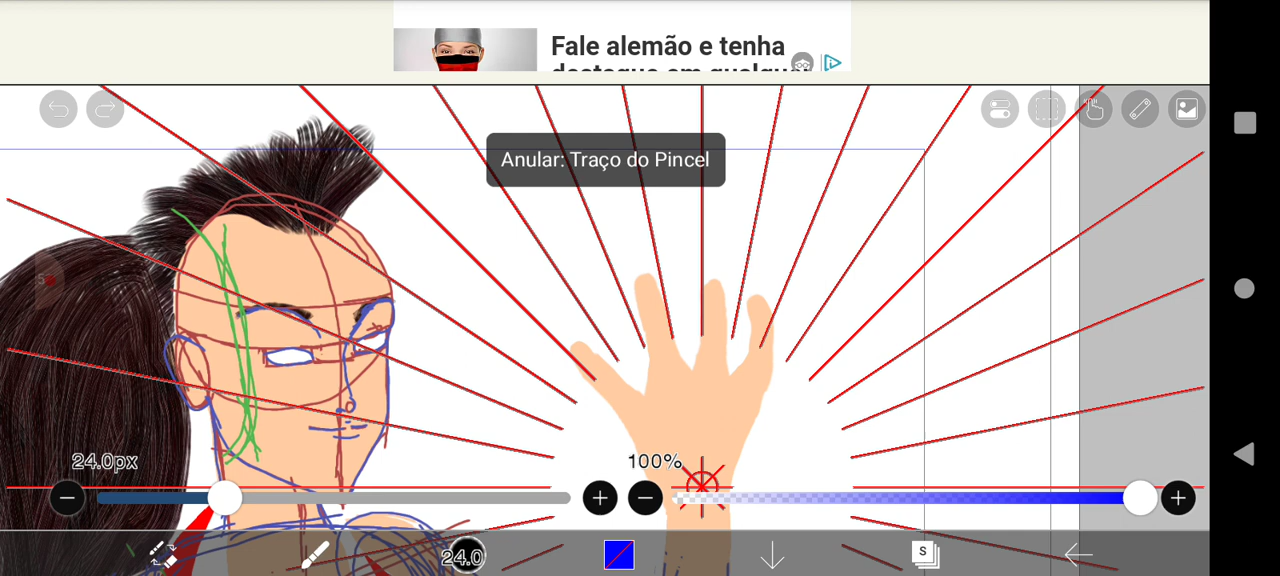 Fale alemão e tenha
Anular: Traço do Pincel
24.0px
100%
24.0
S